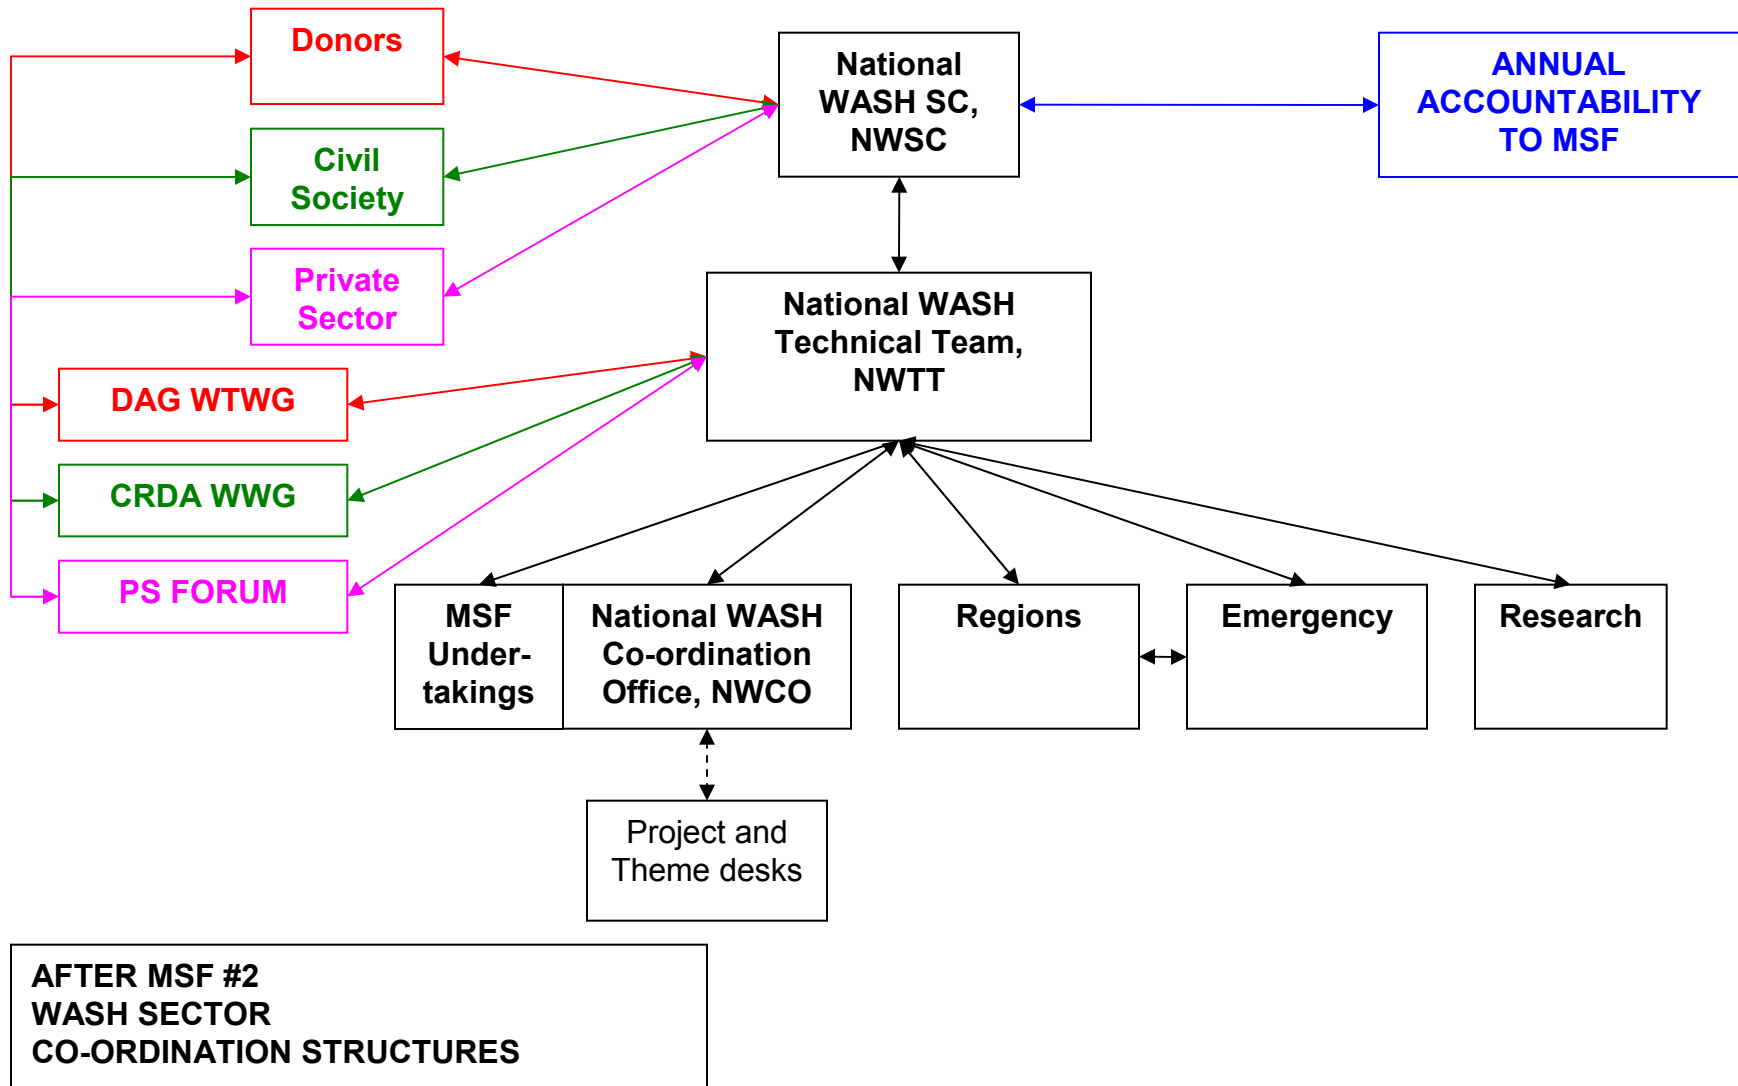 Donors
National
WASH SC,
NWSC
ANNUAL
ACCOUNTABILITY
TO MSF
Civil
Society
Private
Sector
National WASH
Technical Team,
NWTT
DAG WTWG
CRDA WWG
PS FORUM
MSF
Under-
takings
National WASH
Co-ordination
Office, NWCO
Regions
Emergency
Research
Project and
Theme desks
AFTER MSF #2
WASH SECTOR
CO-ORDINATION STRUCTURES